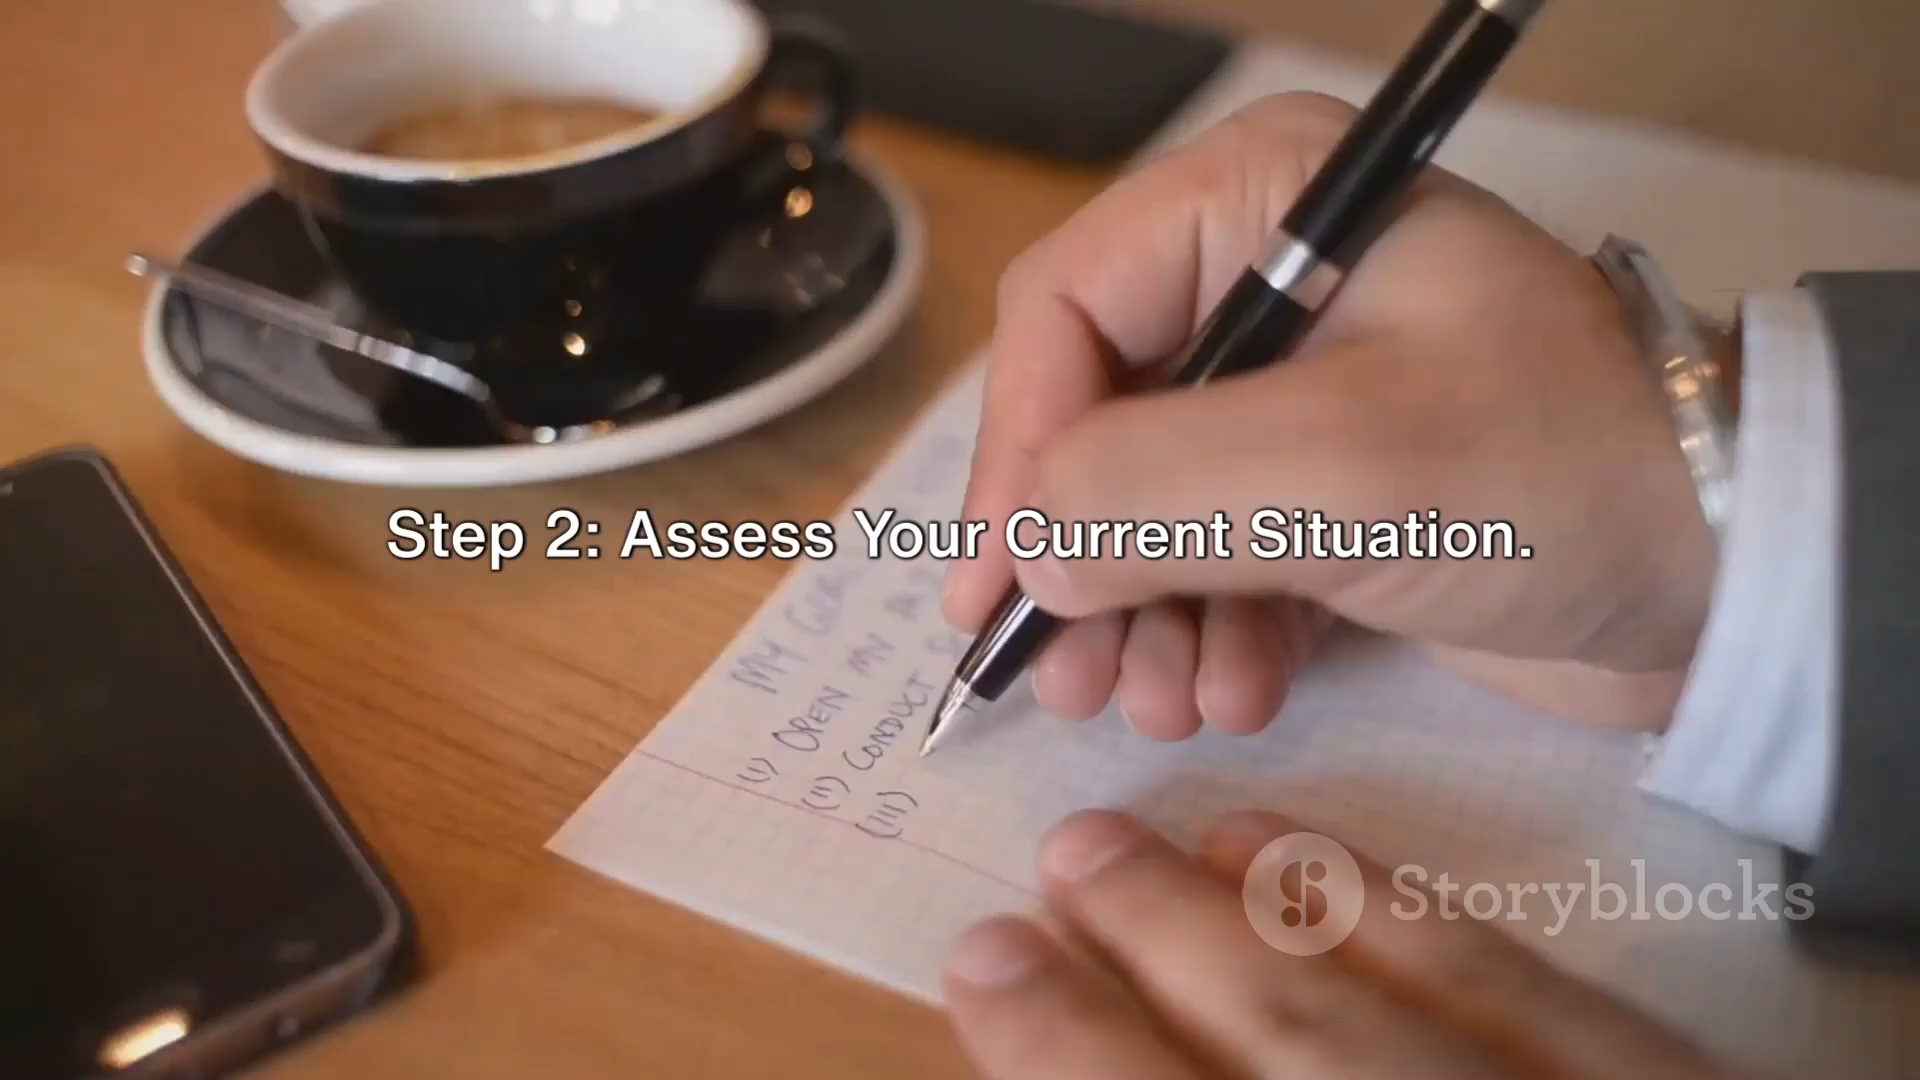 Step 2: Assess Your Current Situation.
MY
(I) OPEN MY
(II) CONDUCT
(III)
Storyblocks